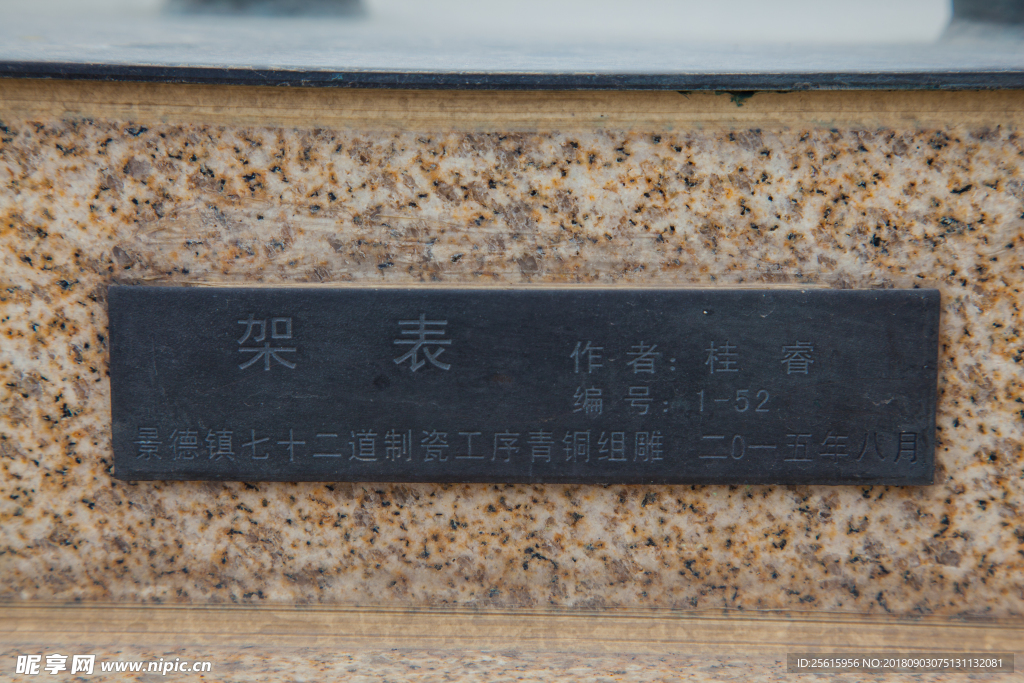 架 表
作 者：桂 睿
编 号：1-52
景德镇七十二道制瓷工序青铜组雕 二0一五年八月
昵享网 www.nipic.cn
ID:25615956 NO:20180903075131132081